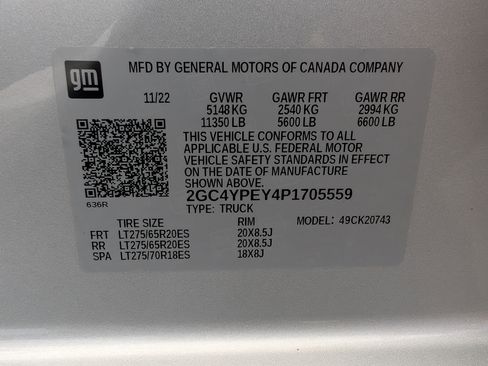 gm
MFD BY GENERAL MOTORS OF CANADA COMPANY
11/22 GVWR GAWR FRT GAWR RR
5148 KG 2540 KG 2994 KG
11350 LB 5600 LB 6600 LB
THIS VEHICLE CONFORMS TO ALL
APPLICABLE U.S. FEDERAL MOTOR
VEHICLE SAFETY STANDARDS IN EFFECT
ON THE DATE OF MANUFACTURE
SHOWN ABOVE.
2GC4YPEY4P1705559
636R TYPE: TRUCK
TIRE SIZE RIM MODEL: 49CK20743
FRT LT275/65R20ES 20X8.5J
RR LT275/65R20ES 20X8.5J
SPA LT275/70R18ES 18X8J